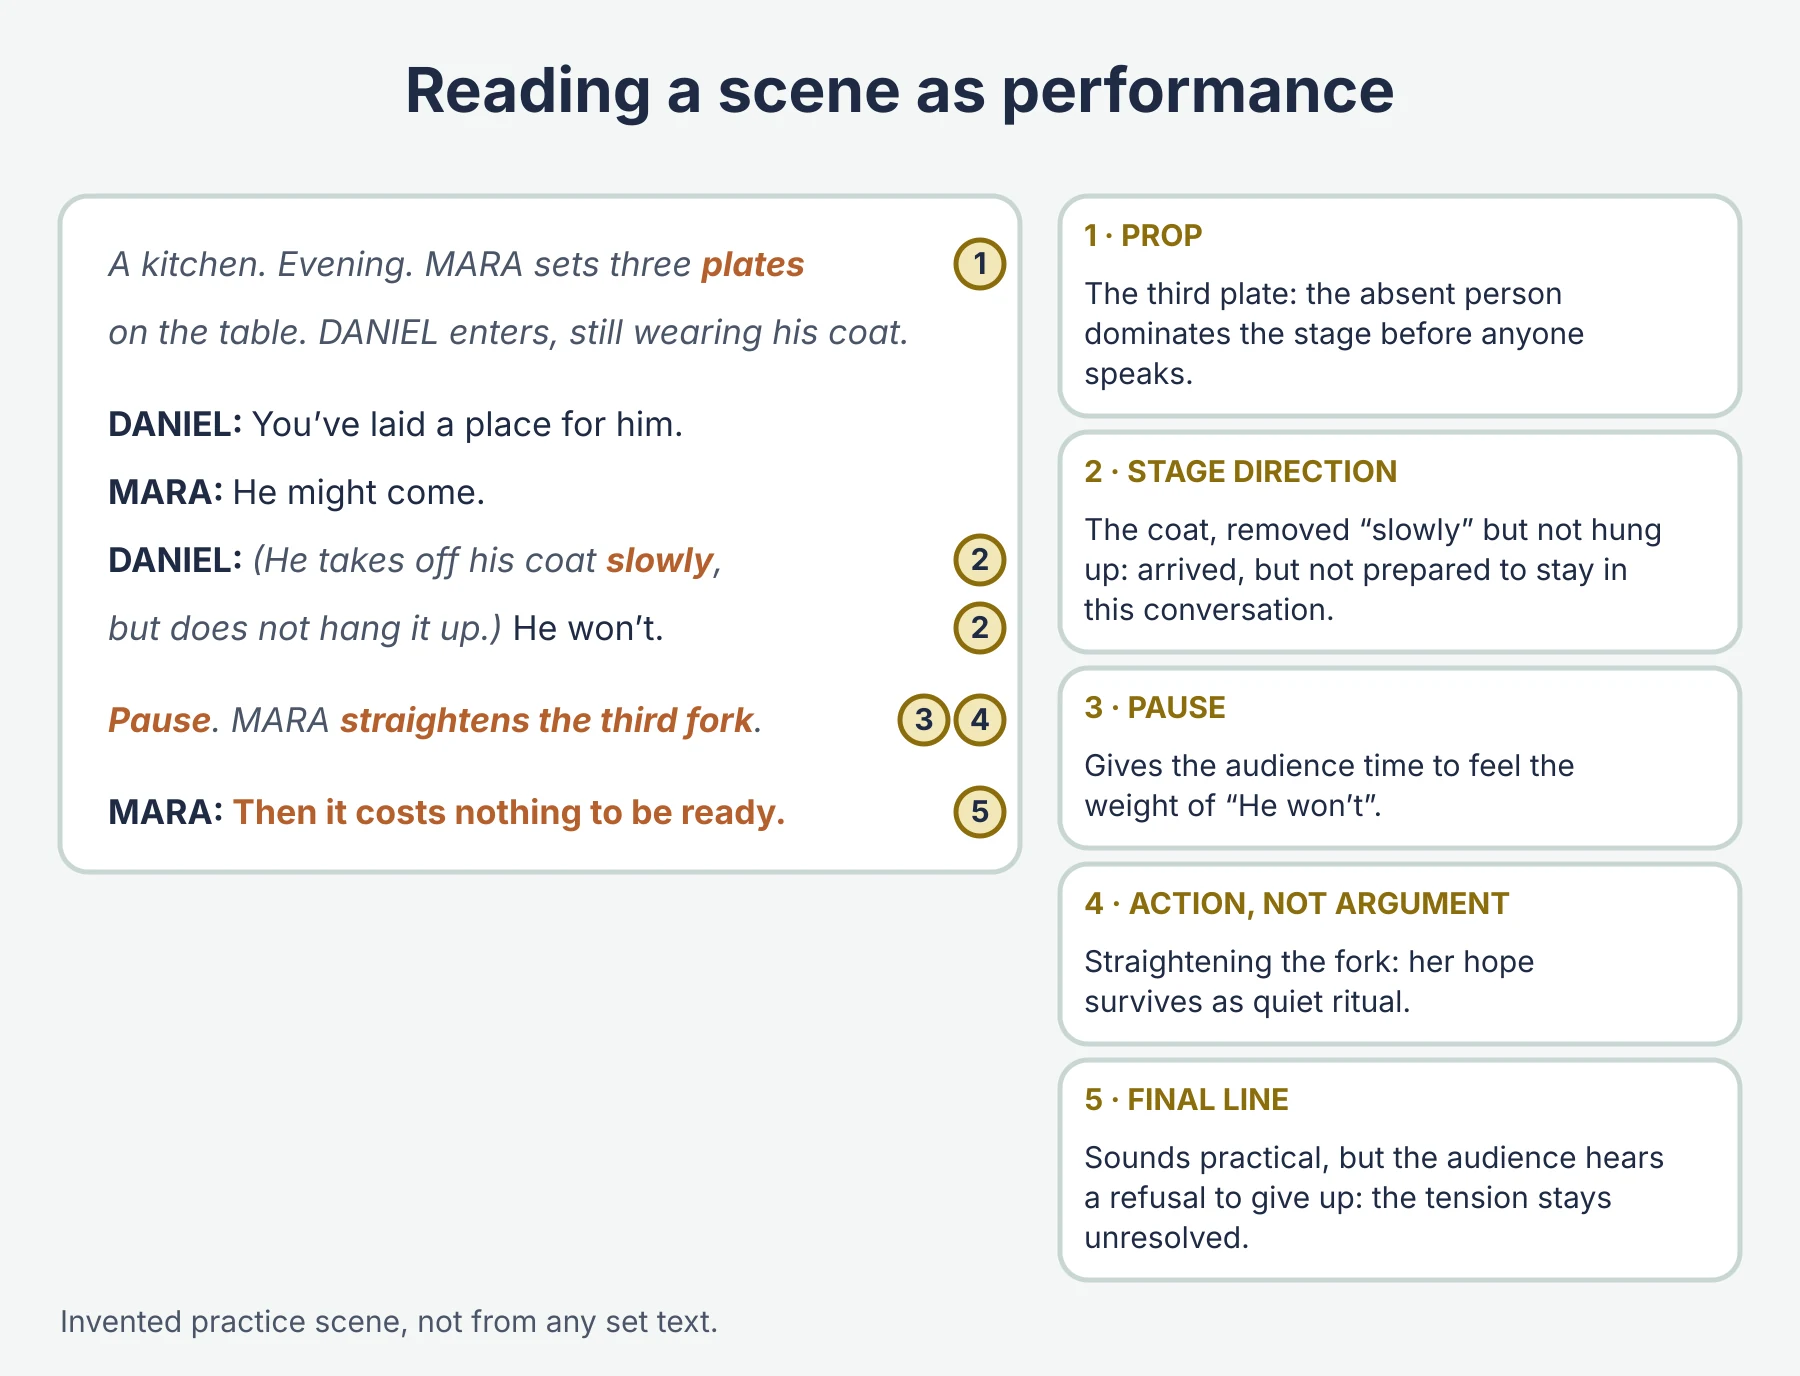 Reading a scene as performance
A kitchen. Evening. MARA sets three plates
1
on the table. DANIEL enters, still wearing his coat.
DANIEL: You’ve laid a place for him.
MARA: He might come.
DANIEL: (He takes off his coat slowly,
2
but does not hang it up.) He won’t.
2
Pause. MARA straightens the third fork.
3 4
MARA: Then it costs nothing to be ready.
5
1 · PROP
The third plate: the absent person
dominates the stage before anyone
speaks.
2 · STAGE DIRECTION
The coat, removed “slowly” but not hung
up: arrived, but not prepared to stay in
this conversation.
3 · PAUSE
Gives the audience time to feel the
weight of “He won’t”.
4 · ACTION, NOT ARGUMENT
Straightening the fork: her hope
survives as quiet ritual.
5 · FINAL LINE
Sounds practical, but the audience hears
a refusal to give up: the tension stays
unresolved.
Invented practice scene, not from any set text.